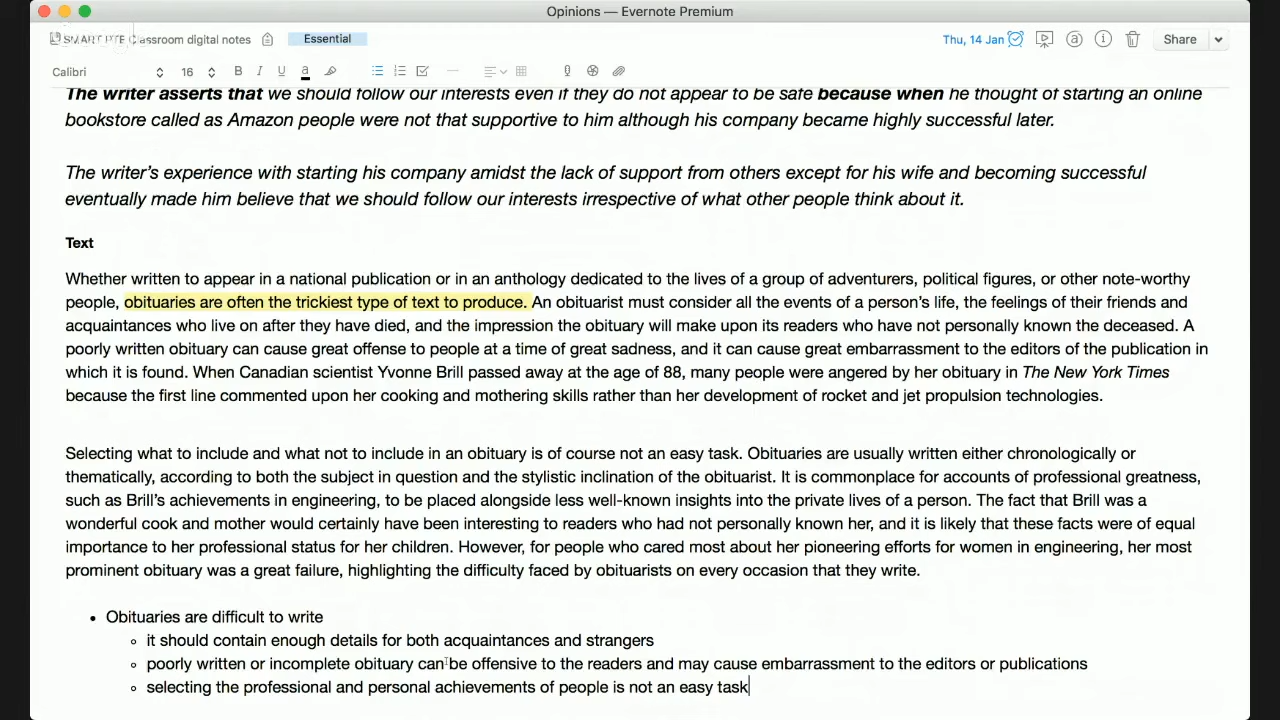 Opinions — Evernote Premium
Classroom digital notes
Essential
Thu, 14 Jan
Share
Calibri
16
B I U a
The writer asserts that we should follow our interests even if they do not appear to be safe because when he thought of starting an online
bookstore called as Amazon people were not that supportive to him although his company became highly successful later.
The writer’s experience with starting his company amidst the lack of support from others except for his wife and becoming successful
eventually made him believe that we should follow our interests irrespective of what other people think about it.
Text
Whether written to appear in a national publication or in an anthology dedicated to the lives of a group of adventurers, political figures, or other note-worthy
people, obituaries are often the trickiest type of text to produce. An obituarist must consider all the events of a person’s life, the feelings of their friends and
acquaintances who live on after they have died, and the impression the obituary will make upon its readers who have not personally known the deceased. A
poorly written obituary can cause great offense to people at a time of great sadness, and it can cause great embarrassment to the editors of the publication in
which it is found. When Canadian scientist Yvonne Brill passed away at the age of 88, many people were angered by her obituary in The New York Times
because the first line commented upon her cooking and mothering skills rather than her development of rocket and jet propulsion technologies.
Selecting what to include and what not to include in an obituary is of course not an easy task. Obituaries are usually written either chronologically or
thematically, according to both the subject in question and the stylistic inclination of the obituarist. It is commonplace for accounts of professional greatness,
such as Brill’s achievements in engineering, to be placed alongside less well-known insights into the private lives of a person. The fact that Brill was a
wonderful cook and mother would certainly have been interesting to readers who had not personally known her, and it is likely that these facts were of equal
importance to her professional status for her children. However, for people who cared most about her pioneering efforts for women in engineering, her most
prominent obituary was a great failure, highlighting the difficulty faced by obituarists on every occasion that they write.
• Obituaries are difficult to write
◦ it should contain enough details for both acquaintances and strangers
◦ poorly written or incomplete obituary can be offensive to the readers and may cause embarrassment to the editors or publications
◦ selecting the professional and personal achievements of people is not an easy task